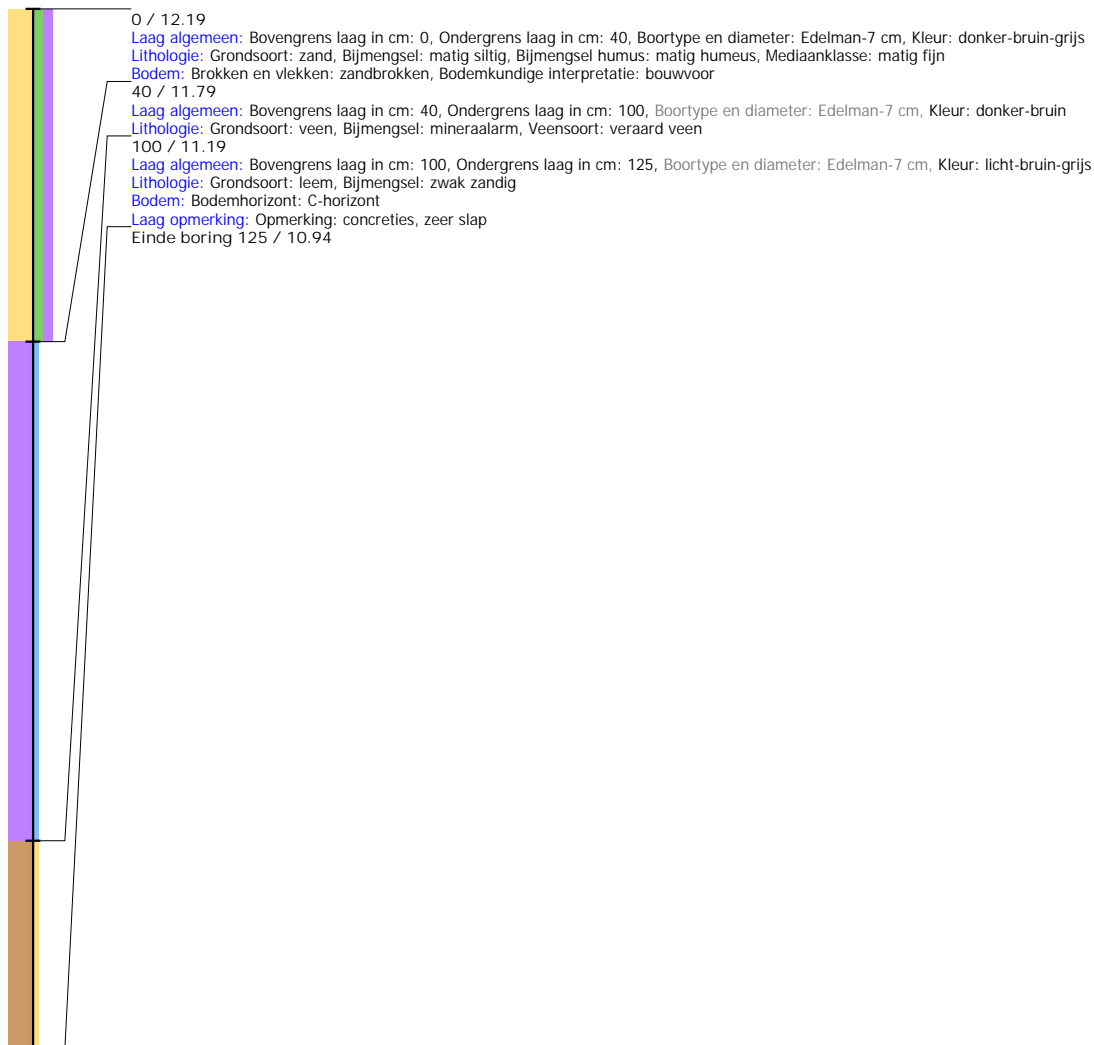 0 / 12.19
Laag algemeen: Bovengrens laag in cm: 0, Ondergrens laag in cm: 40, Boortype en diameter: Edelman-7 cm, Kleur: donker-bruin-grijs
Lithologie: Grondsoort: zand, Bijmengsel: matig siltig, Bijmengsel humus: matig humeus, Mediaanklasse: matig fijn
Bodem: Brokken en vlekken: zandbrokken, Bodemkundige interpretatie: bouwvoor
40 / 11.79
Laag algemeen: Bovengrens laag in cm: 40, Ondergrens laag in cm: 100, Boortype en diameter: Edelman-7 cm, Kleur: donker-bruin
Lithologie: Grondsoort: veen, Bijmengsel: mineraalarm, Veensoort: veraard veen
100 / 11.19
Laag algemeen: Bovengrens laag in cm: 100, Ondergrens laag in cm: 125, Boortype en diameter: Edelman-7 cm, Kleur: licht-bruin-grijs
Lithologie: Grondsoort: leem, Bijmengsel: zwak zandig
Bodem: Bodemhorizont: C-horizont
Laag opmerking: Opmerking: concreties, zeer slap
Einde boring 125 / 10.94